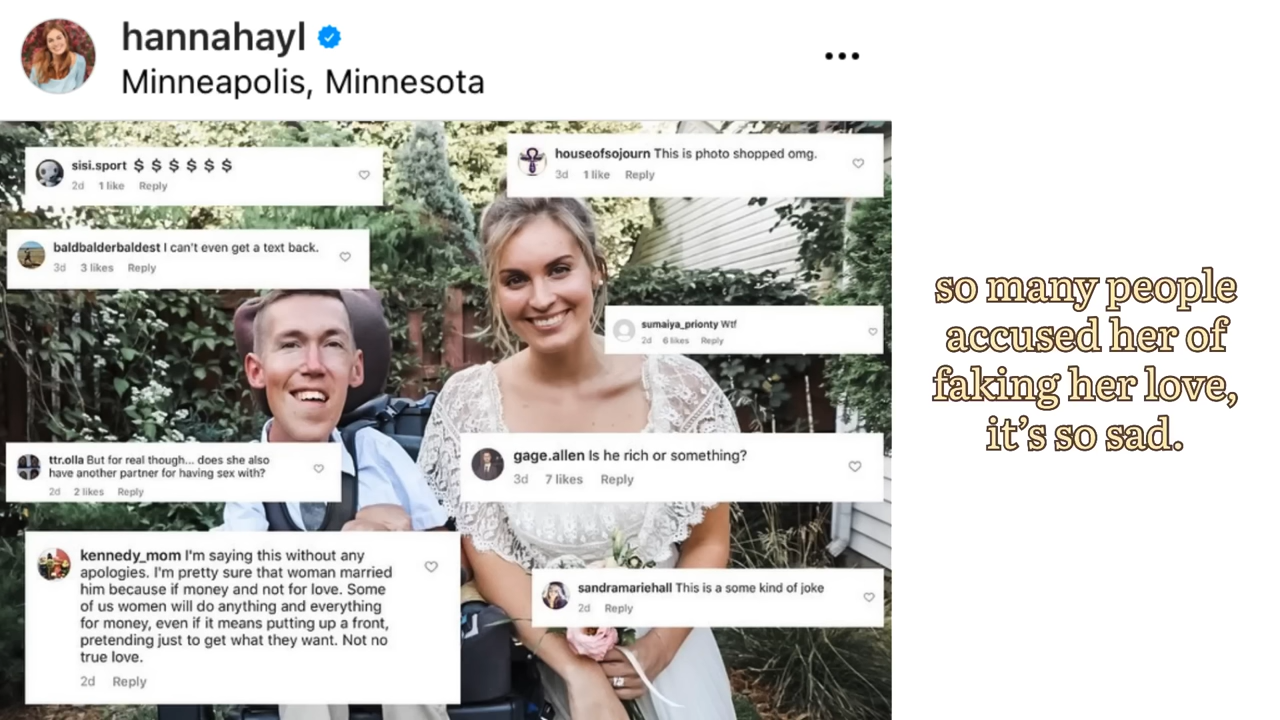 hannahayl
Minneapolis, Minnesota
sisi.sport $ $ $ $ $ $
2d 1 like Reply
houseofsojourn This is photo shopped omg.
3d 1 like Reply
baldbalderbaldest I can't even get a text back.
3d 3 likes Reply
sumaiya_prionty Wtf
2d 6 likes Reply
ttr.olla But for real though... does she also
have another partner for having sex with?
2d 2 likes Reply
gage.allen Is he rich or something?
3d 7 likes Reply
kennedy_mom I'm saying this without any
apologies. I'm pretty sure that woman married
him because if money and not for love. Some
of us women will do anything and everything
for money, even if it means putting up a front,
pretending just to get what they want. Not no
true love.
2d Reply
sandramariehall This is a some kind of joke
2d Reply
so many people
accused her of
faking her love,
it's so sad.